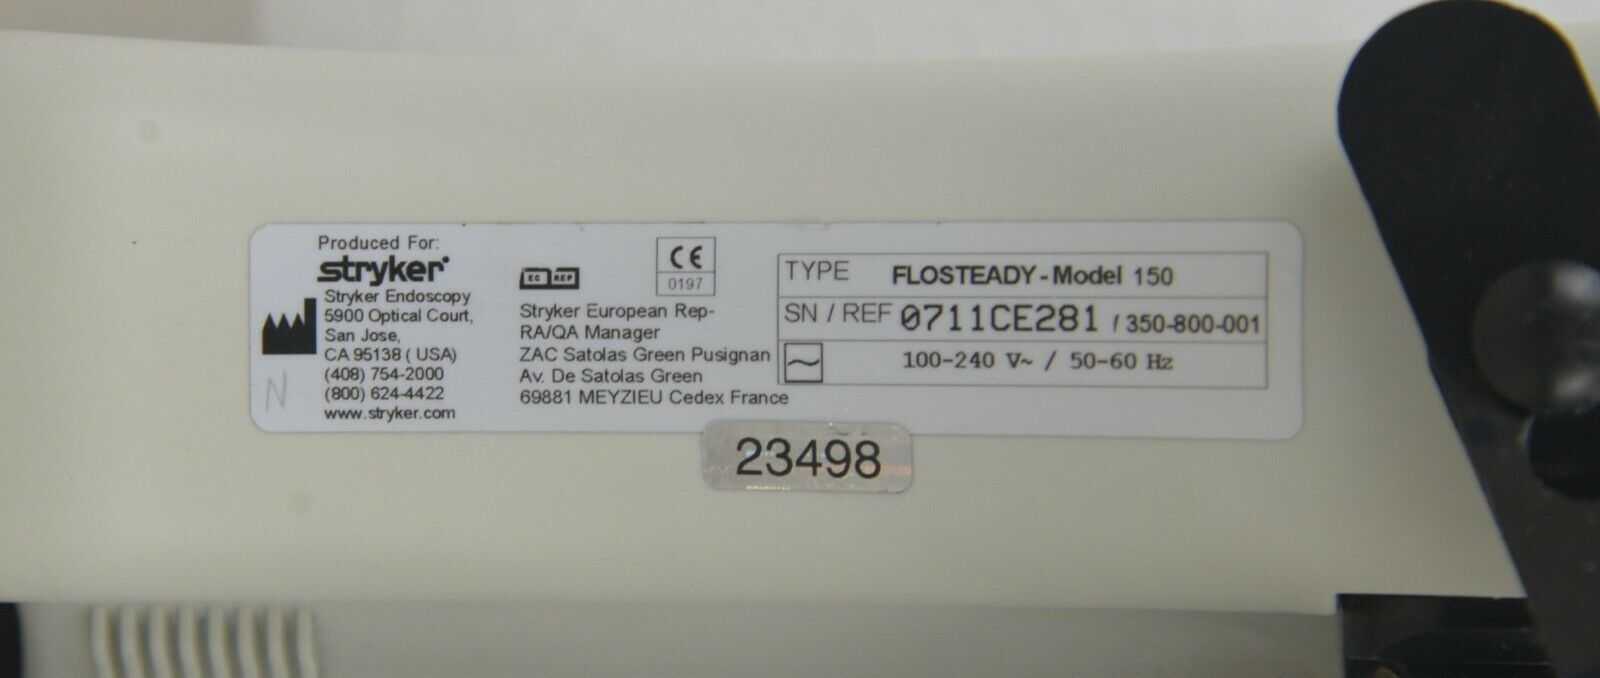 Produced For:
stryker
Stryker Endoscopy
5900 Optical Court,
San Jose,
CA 95138 ( USA)
(408) 754-2000
(800) 624-4422
www.stryker.com
N
EC REP
CE
0197
Stryker European Rep-
RA/QA Manager
ZAC Satolas Green Pusignan
Av. De Satolas Green
69881 MEYZIEU Cedex France
TYPE FLOSTEADY - Model 150
SN / REF 0711CE281 / 350-800-001
100-240 V~ / 50-60 Hz
23498